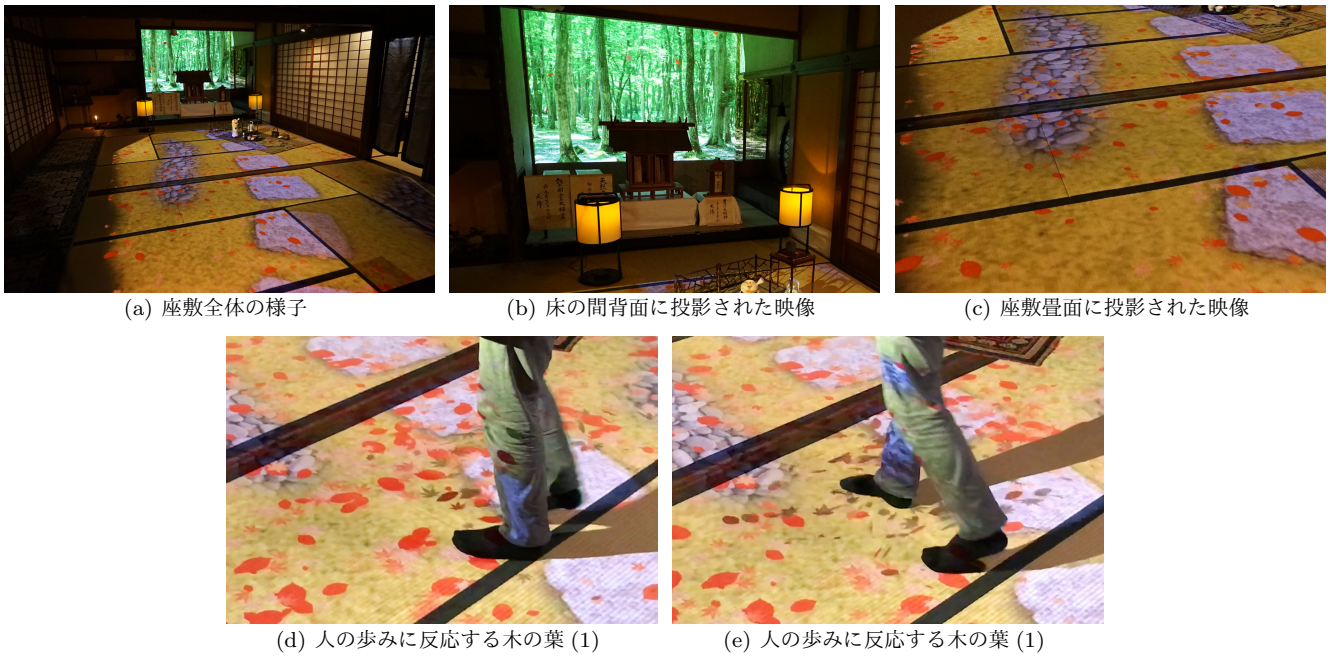 (a) 座敷全体の様子
(b) 床の間背面に投影された映像
(c) 座敷畳面に投影された映像
(d) 人の歩みに反応する木の葉 (1)
(e) 人の歩みに反応する木の葉 (1)